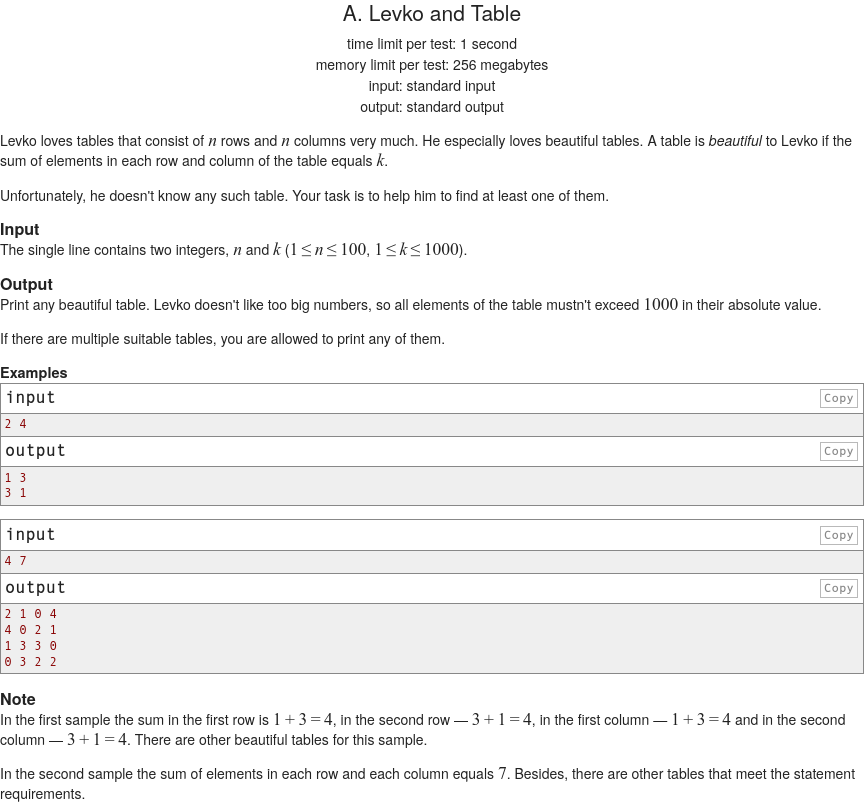 A. Levko and Table
time limit per test: 1 second
memory limit per test: 256 megabytes
input: standard input
output: standard output
Levko loves tables that consist of n rows and n columns very much. He especially loves beautiful tables. A table is beautiful to Levko if the
sum of elements in each row and column of the table equals k.
Unfortunately, he doesn't know any such table. Your task is to help him to find at least one of them.
Input
The single line contains two integers, n and k (1 ≤ n ≤ 100, 1 ≤ k ≤ 1000).
Output
Print any beautiful table. Levko doesn't like too big numbers, so all elements of the table mustn't exceed 1000 in their absolute value.
If there are multiple suitable tables, you are allowed to print any of them.
Examples
input Copy
2 4
output Copy
1 3
3 1
input Copy
4 7
output Copy
2 1 0 4
4 0 2 1
1 3 3 0
0 3 2 2
Note
In the first sample the sum in the first row is 1 + 3 = 4, in the second row — 3 + 1 = 4, in the first column — 1 + 3 = 4 and in the second
column — 3 + 1 = 4. There are other beautiful tables for this sample.
In the second sample the sum of elements in each row and each column equals 7. Besides, there are other tables that meet the statement
requirements.